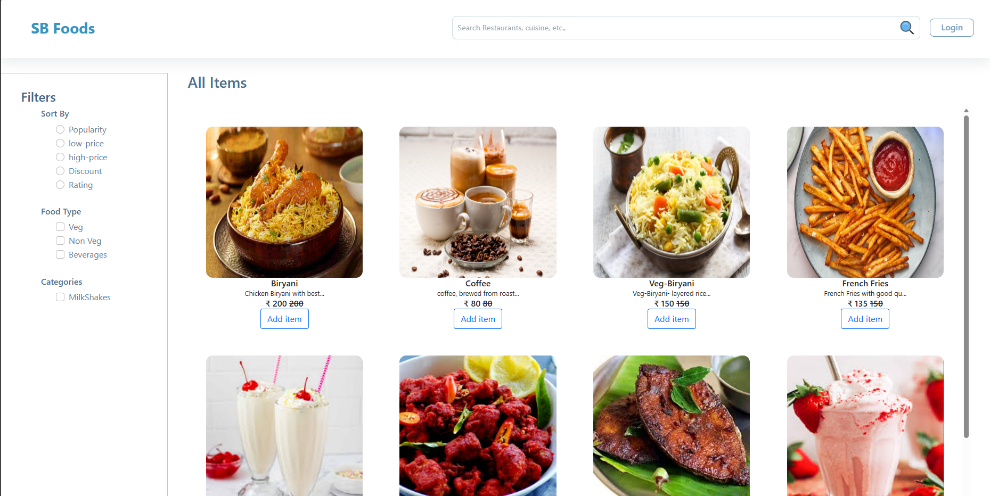 SB Foods
Search Restaurants, cuisine, etc..,
Login
Filters
Sort By
Popularity
low-price
high-price
Discount
Rating
Food Type
Veg
Non Veg
Beverages
Categories
MilkShakes
All Items
Biryani
Chicken Biryani with best...
₹ 200 200
Add item
Coffee
coffee, brewed from roast...
₹ 80 80
Add item
Veg-Biryani
Veg-Biryani- layered rice...
₹ 150 150
Add item
French Fries
French Fries with good qu...
₹ 135 150
Add item